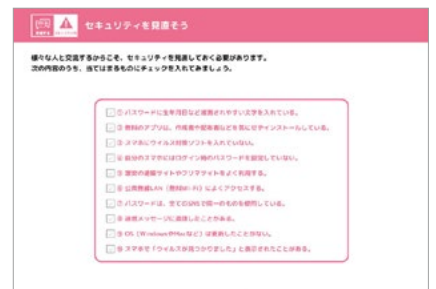 セキュリティを見直そう
様々な人と交流するからこそ、セキュリティを見直しておく必要があります。
次の内容のうち、当てはまるものにチェックを入れてみましょう。
① パスワードに生年月日など推測されやすい文字を入れている。
② 無料のアプリは、作成者や配布者などを気にせずインストールしている。
③ スマホにウイルス対策ソフトを入れていない。
④ 自分のスマホにはログイン時のパスワードを設定していない。
⑤ 激安の通販サイトやフリマサイトをよく利用する。
⑥ 公衆無線LAN（無料Wi-Fi）によくアクセスする。
⑦ パスワードは、全てのSNSで同一のものを使用している。
⑧ 迷惑メッセージに返信したことがある。
⑨ OS（WindowsやMacなど）は更新したことがない。
⑩ スマホで「ウイルスが見つかりました」と表示されたことがある。